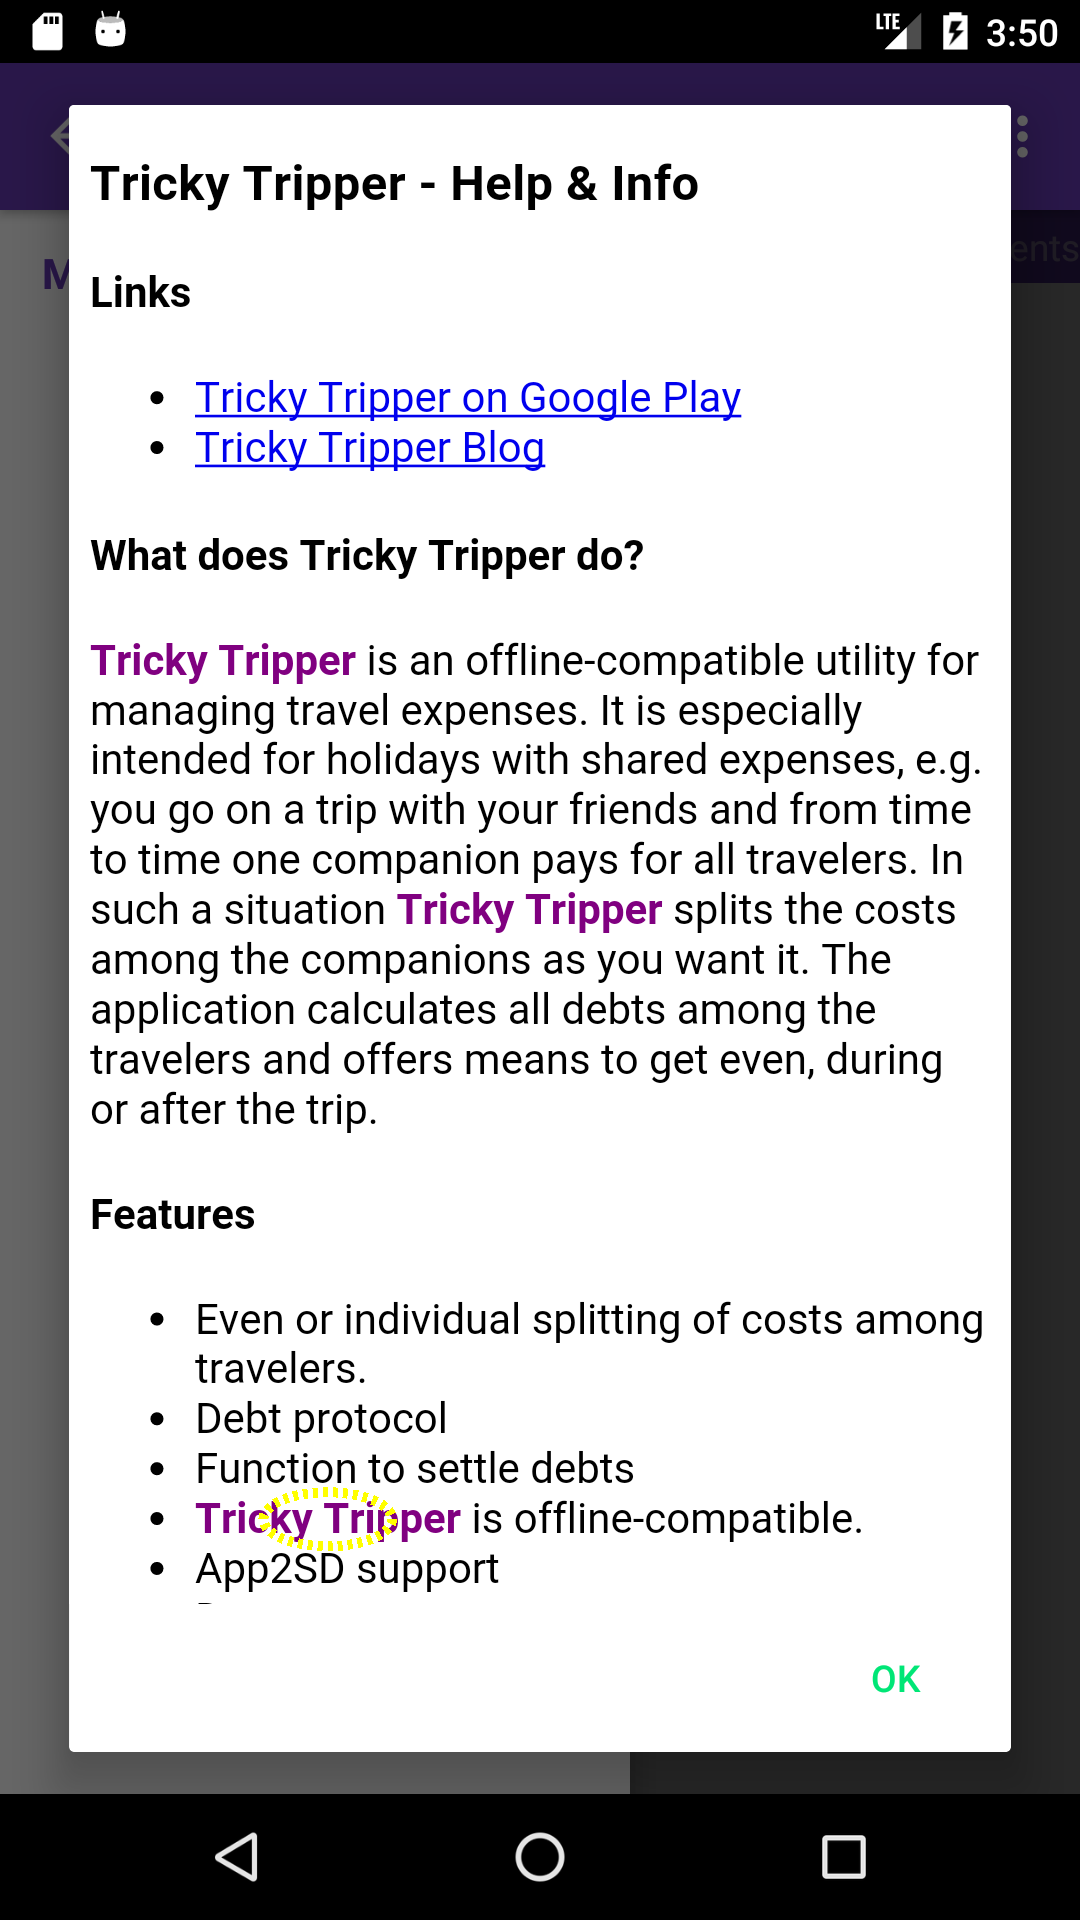 LTE 3:50
Tricky Tripper - Help & Info
ents
M
Links
• Tricky Tripper on Google Play
• Tricky Tripper Blog
What does Tricky Tripper do?
Tricky Tripper is an offline-compatible utility for
managing travel expenses. It is especially
intended for holidays with shared expenses, e.g.
you go on a trip with your friends and from time
to time one companion pays for all travelers. In
such a situation Tricky Tripper splits the costs
among the companions as you want it. The
application calculates all debts among the
travelers and offers means to get even, during
or after the trip.
Features
• Even or individual splitting of costs among
travelers.
• Debt protocol
• Function to settle debts
• Tricky Tripper is offline-compatible.
• App2SD support
OK